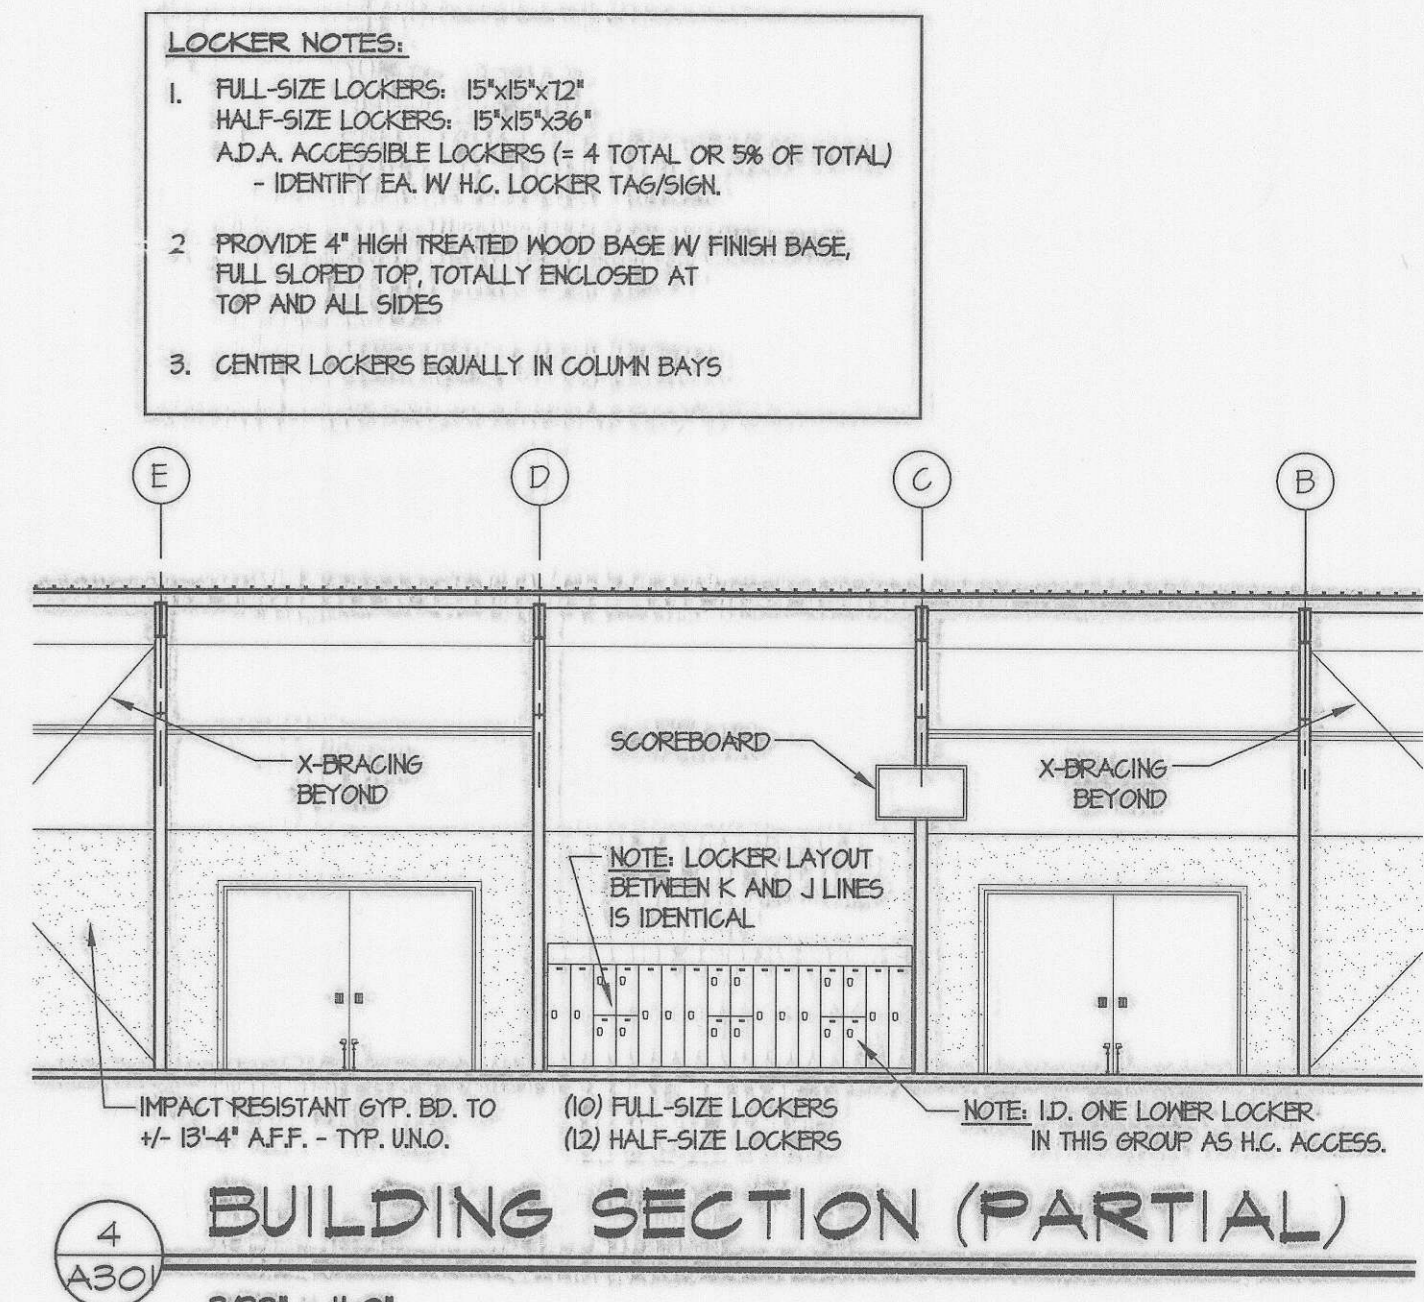 LOCKER NOTES:
1. FULL-SIZE LOCKERS: 15"x15"x72"
HALF-SIZE LOCKERS: 15"x15"x36"
A.D.A. ACCESSIBLE LOCKERS (= 4 TOTAL OR 5% OF TOTAL)
- IDENTIFY EA. W/ H.C. LOCKER TAG/SIGN.
2 PROVIDE 4" HIGH TREATED WOOD BASE W/ FINISH BASE,
FULL SLOPED TOP, TOTALLY ENCLOSED AT
TOP AND ALL SIDES
3. CENTER LOCKERS EQUALLY IN COLUMN BAYS
E D C B
SCOREBOARD
X-BRACING
BEYOND
X-BRACING
BEYOND
NOTE: LOCKER LAYOUT
BETWEEN K AND J LINES
IS IDENTICAL
IMPACT RESISTANT GYP. BD. TO
+/- 13'-4" A.F.F. - TYP. U.N.O.
(10) FULL-SIZE LOCKERS
(12) HALF-SIZE LOCKERS
NOTE: I.D. ONE LOWER LOCKER
IN THIS GROUP AS H.C. ACCESS.
4
A301
BUILDING SECTION (PARTIAL)